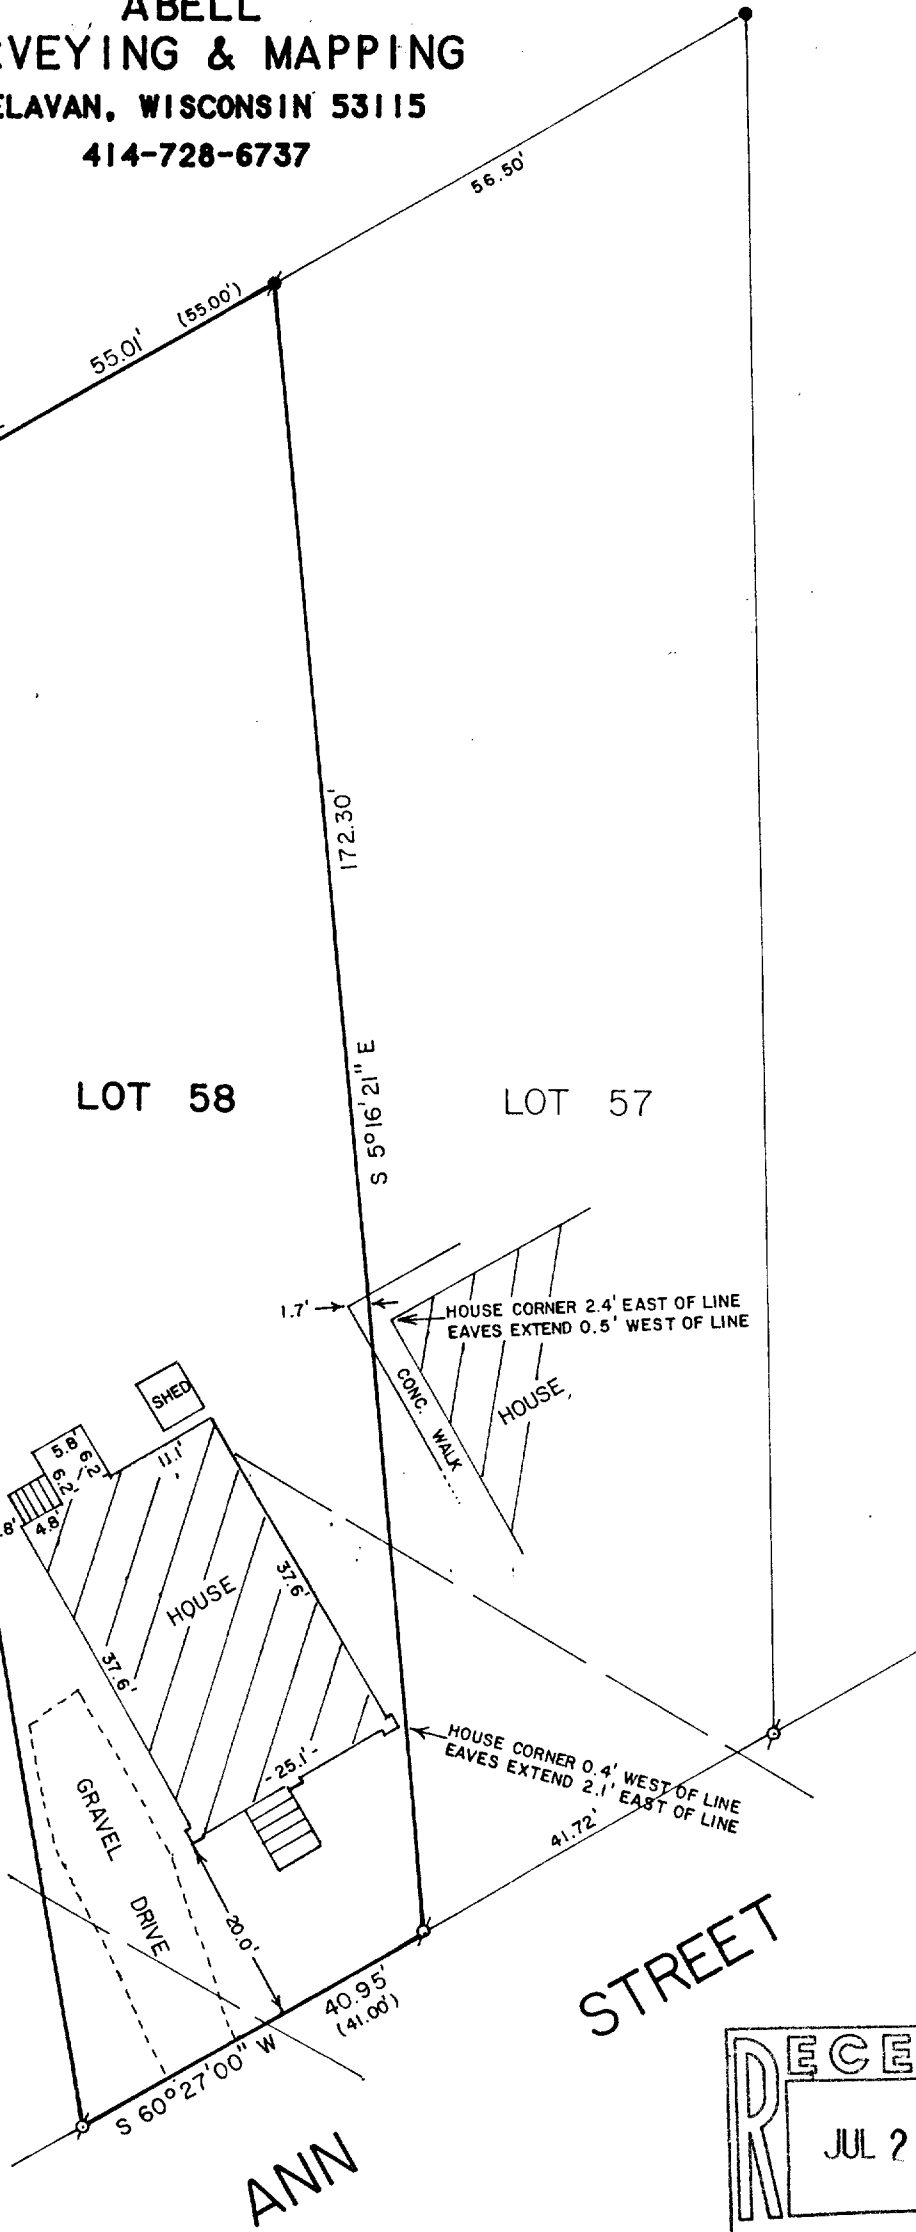 ABELL
VEYING & MAPPING
ELAVAN, WISCONSIN 53115
414-728-6737
56.50'
55.01' (55.00')
172.30'
S 5°16'21" E
LOT 58
LOT 57
1.7'
HOUSE CORNER 2.4' EAST OF LINE
EAVES EXTEND 0.5' WEST OF LINE
CONC. WALK
HOUSE
SHED
5.8'
6.2'
6.2'
11.1'
.8'
4.8'
HOUSE
37.6'
37.6'
25.1'
HOUSE CORNER 0.4' WEST OF LINE
EAVES EXTEND 2.1' EAST OF LINE
GRAVEL
DRIVE
20.0'
41.72'
40.95'
(41.00')
S 60°27'00" W
ANN STREET
RECE
JUL 2